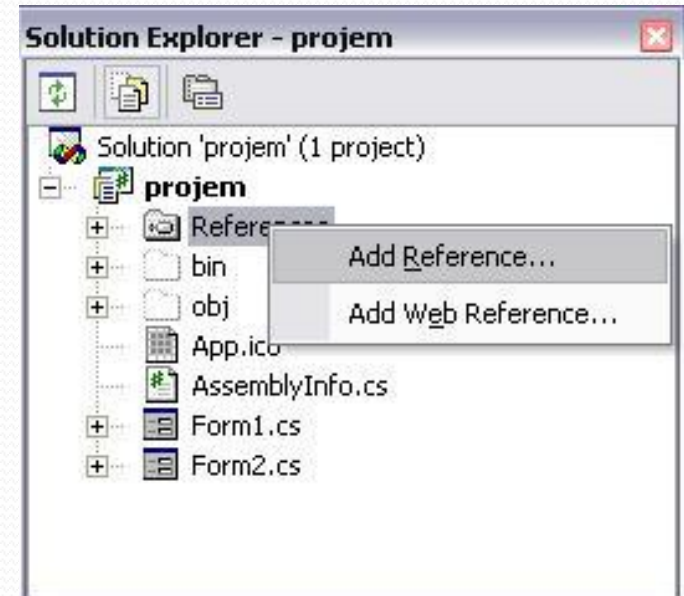 Solution Explorer - projem
Solution 'projem' (1 project)
projem
References
Add Reference...
bin
Add Web Reference...
obj
App.ico
AssemblyInfo.cs
Form1.cs
Form2.cs